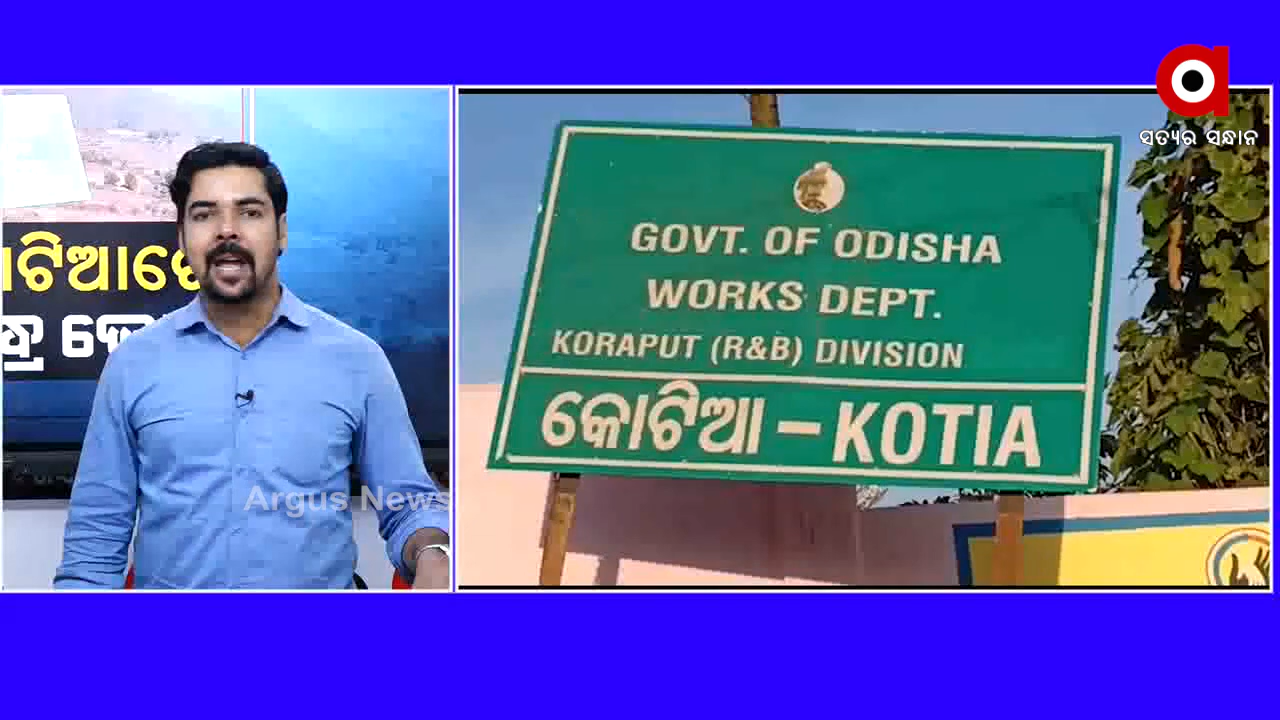 ସତ୍ୟର ସନ୍ଧାନ
GOVT. OF ODISHA
WORKS DEPT.
KORAPUT (R&B) DIVISION
କୋଟିଆ – KOTIA
Argus News